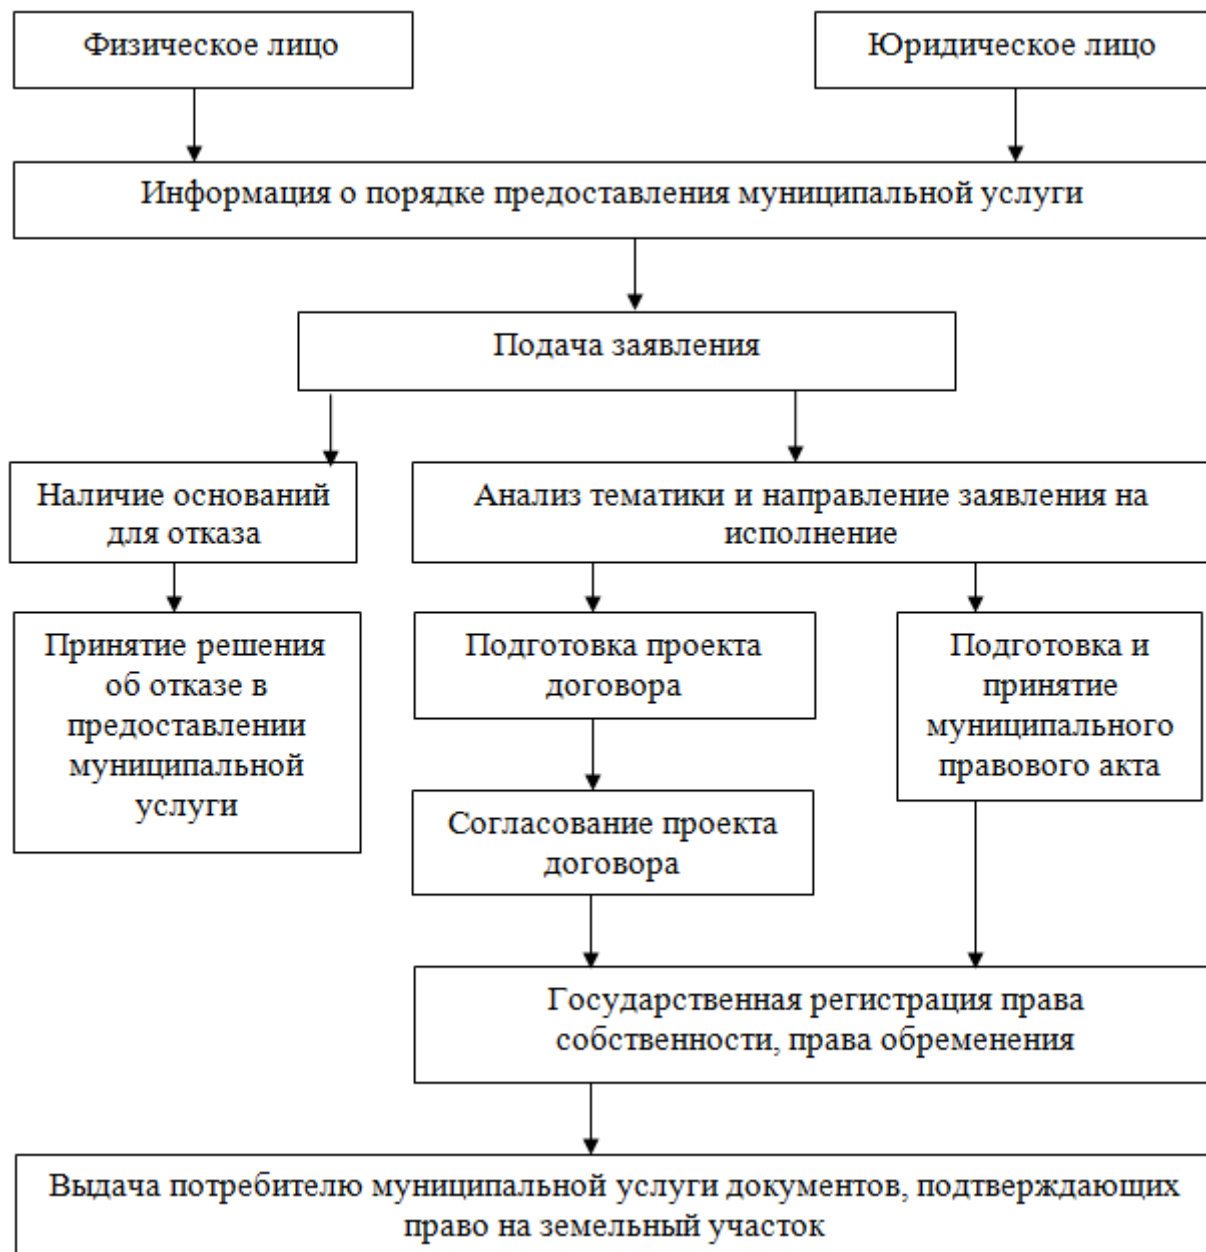 Физическое лицо
Юридическое лицо
Информация о порядке предоставления муниципальной услуги
Подача заявления
Наличие оснований
для отказа
Анализ тематики и направление заявления на
исполнение
Принятие решения
об отказе в
предоставлении
муниципальной
услуги
Подготовка проекта
договора
Подготовка и
принятие
муниципального
правового акта
Согласование проекта
договора
Государственная регистрация права
собственности, права обременения
Выдача потребителю муниципальной услуги документов, подтверждающих
право на земельный участок